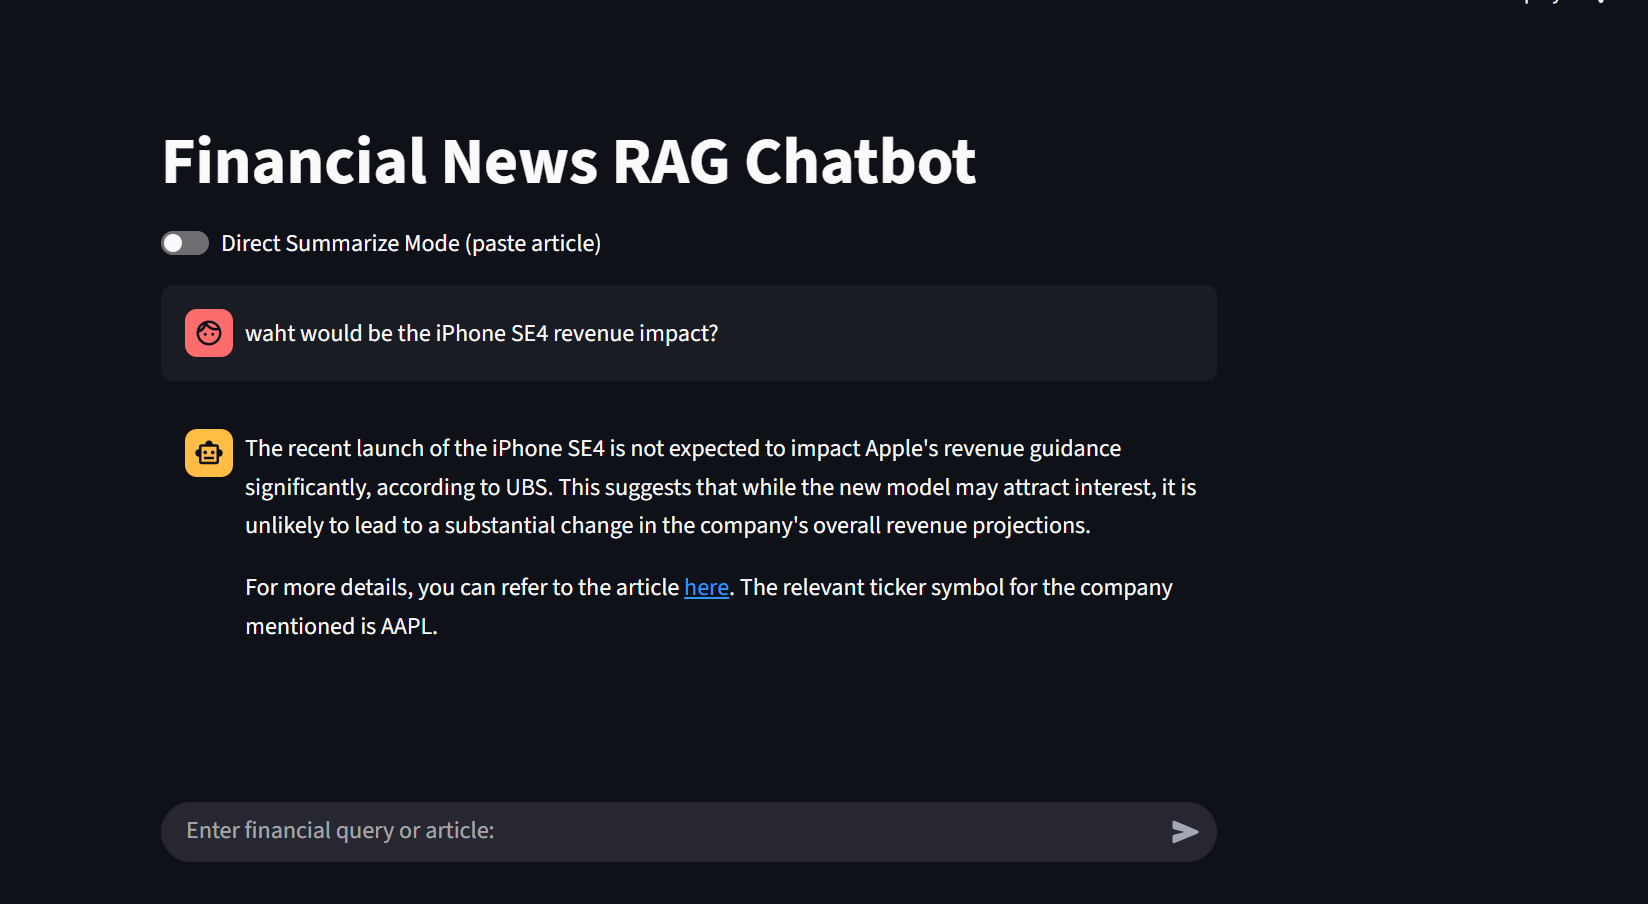 Financial News RAG Chatbot
Direct Summarize Mode (paste article)
waht would be the iPhone SE4 revenue impact?
The recent launch of the iPhone SE4 is not expected to impact Apple's revenue guidance
significantly, according to UBS. This suggests that while the new model may attract interest, it is
unlikely to lead to a substantial change in the company's overall revenue projections.
For more details, you can refer to the article here. The relevant ticker symbol for the company
mentioned is AAPL.
Enter financial query or article: